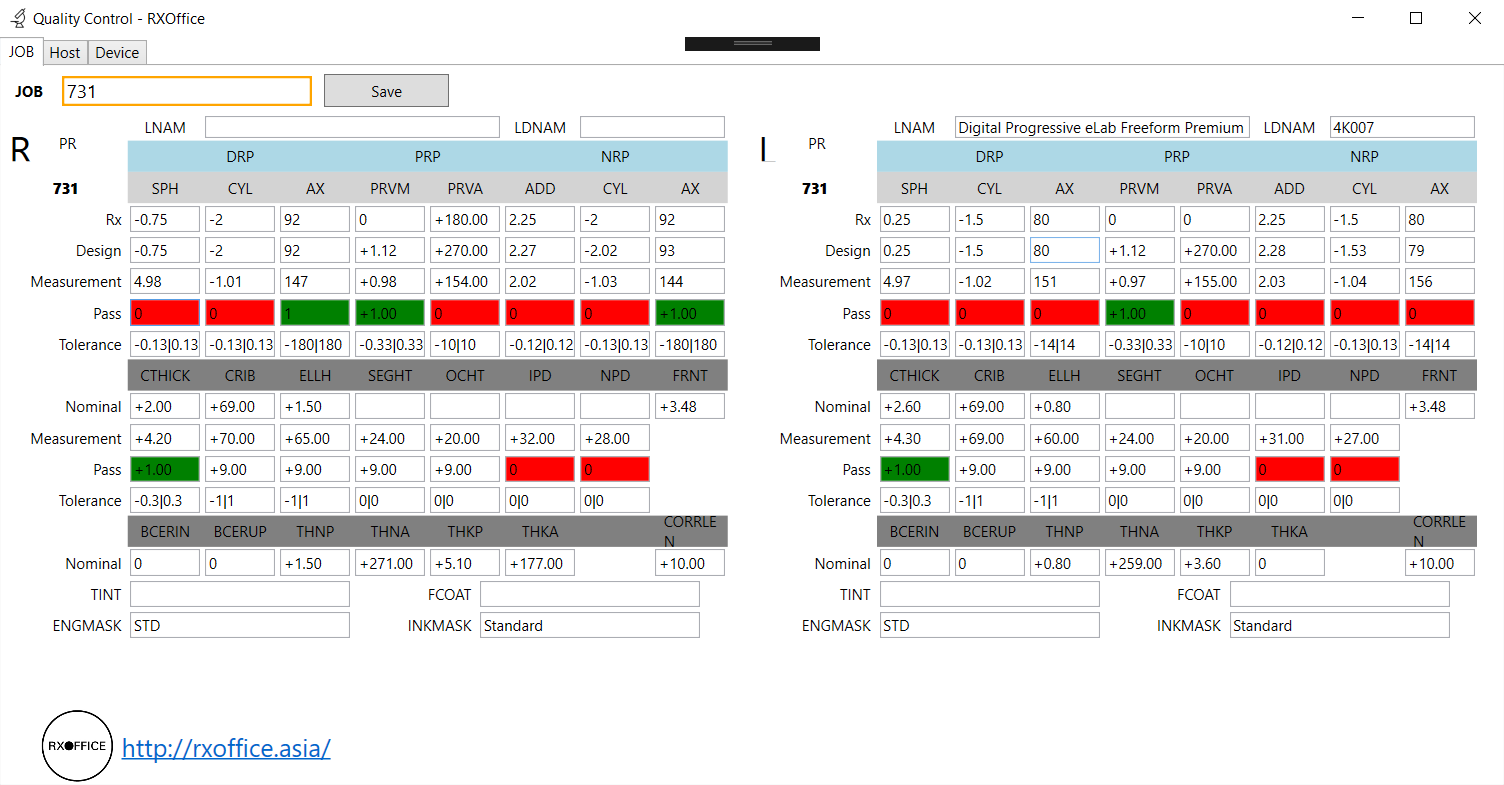 Quality Control - RXOffice
JOB Host Device
JOB 731 Save
R PR LNAM LDNAM
DRP PRP NRP
731 SPH CYL AX PRVM PRVA ADD CYL AX
Rx -0.75 -2 92 0 +180.00 2.25 -2 92
Design -0.75 -2 92 +1.12 +270.00 2.27 -2.02 93
Measurement 4.98 -1.01 147 +0.98 +154.00 2.02 -1.03 144
Pass 0 0 1 +1.00 0 0 0 +1.00
Tolerance -0.13|0.13 -0.13|0.13 -180|180 -0.33|0.33 -10|10 -0.12|0.12 -0.13|0.13 -180|180
CTHICK CRIB ELLH SEGHT OCHT IPD NPD FRNT
Nominal +2.00 +69.00 +1.50 +3.48
Measurement +4.20 +70.00 +65.00 +24.00 +20.00 +32.00 +28.00
Pass +1.00 +9.00 +9.00 +9.00 +9.00 0 0
Tolerance -0.3|0.3 -1|1 -1|1 0|0 0|0 0|0 0|0
BCERIN BCERUP THNP THNA THKP THKA CORRLE
N
Nominal 0 0 +1.50 +271.00 +5.10 +177.00 +10.00
TINT FCOAT
ENGMASK STD INKMASK Standard
L PR LNAM Digital Progressive eLab Freeform Premium LDNAM 4K007
DRP PRP NRP
731 SPH CYL AX PRVM PRVA ADD CYL AX
Rx 0.25 -1.5 80 0 0 2.25 -1.5 80
Design 0.25 -1.5 80 +1.12 +270.00 2.28 -1.53 79
Measurement 4.97 -1.02 151 +0.97 +155.00 2.03 -1.04 156
Pass 0 0 0 +1.00 0 0 0 0
Tolerance -0.13|0.13 -0.13|0.13 -14|14 -0.33|0.33 -10|10 -0.12|0.12 -0.13|0.13 -14|14
CTHICK CRIB ELLH SEGHT OCHT IPD NPD FRNT
Nominal +2.60 +69.00 +0.80 +3.48
Measurement +4.30 +69.00 +60.00 +24.00 +20.00 +31.00 +27.00
Pass +1.00 +9.00 +9.00 +9.00 +9.00 0 0
Tolerance -0.3|0.3 -1|1 -1|1 0|0 0|0 0|0 0|0
BCERIN BCERUP THNP THNA THKP THKA CORRLE
N
Nominal 0 0 +0.80 +259.00 +3.60 0 +10.00
TINT FCOAT
ENGMASK STD INKMASK Standard
RXOFFICE http://rxoffice.asia/